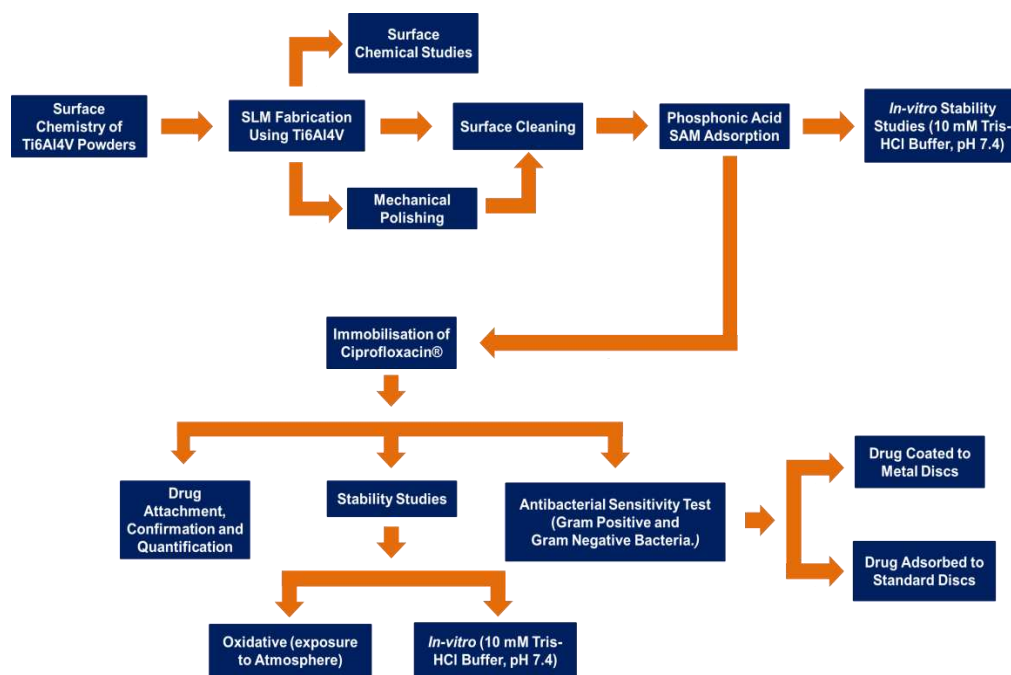 Surface
Chemical Studies
Surface
Chemistry of
Ti6Al4V Powders
SLM Fabrication
Using Ti6Al4V
Surface Cleaning
Phosphonic Acid
SAM Adsorption
In-vitro Stability
Studies (10 mM Tris-
HCl Buffer, pH 7.4)
Mechanical
Polishing
Immobilisation of
Ciprofloxacin®
Drug
Attachment,
Confirmation and
Quantification
Stability Studies
Antibacterial Sensitivity Test
(Gram Positive and
Gram Negative Bacteria.)
Drug Coated to
Metal Discs
Drug Adsorbed to
Standard Discs
Oxidative (exposure
to Atmosphere)
In-vitro (10 mM Tris-
HCl Buffer, pH 7.4)